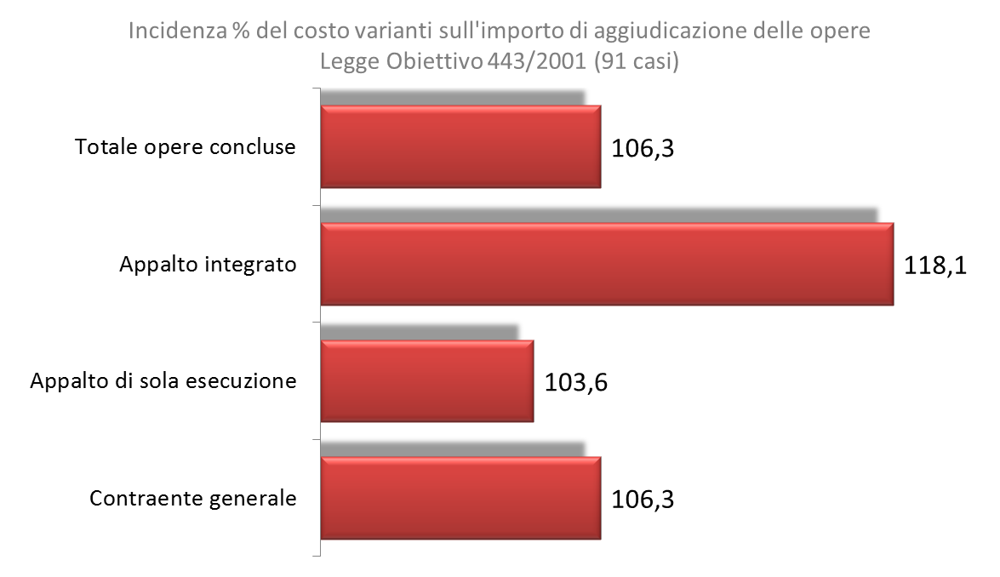 Incidenza % del costo varianti sull'importo di aggiudicazione delle opere
Legge Obiettivo 443/2001 (91 casi)
Totale opere concluse 106,3
Appalto integrato 118,1
Appalto di sola esecuzione 103,6
Contraente generale 106,3